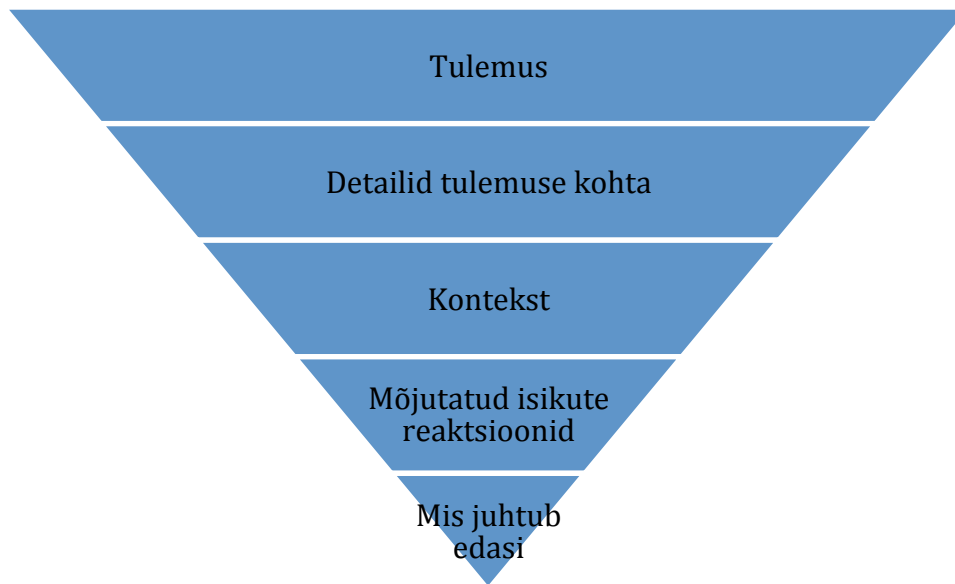 Tulemus
Detailid tulemuse kohta
Kontekst
Mõjutatud isikute
reaktsioonid
Mis juhtub
edasi